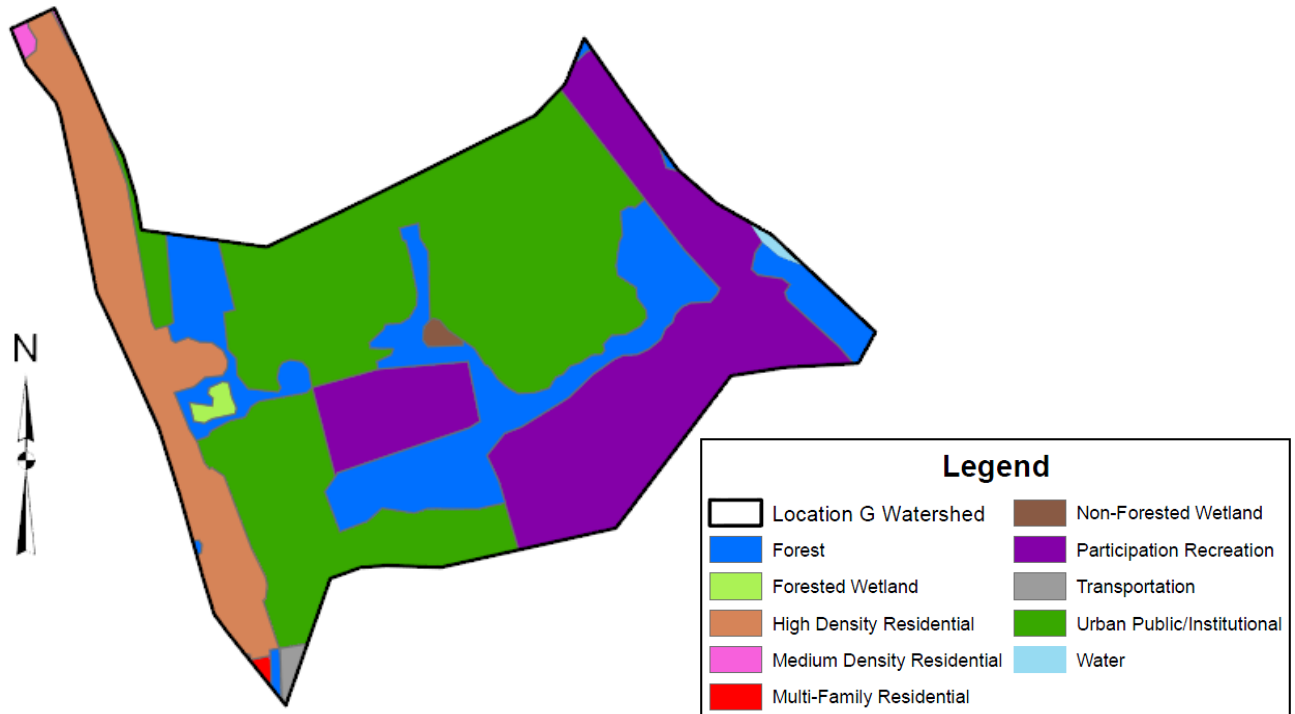 N
Legend
Location G Watershed
Forest
Forested Wetland
High Density Residential
Medium Density Residential
Multi-Family Residential
Non-Forested Wetland
Participation Recreation
Transportation
Urban Public/Institutional
Water